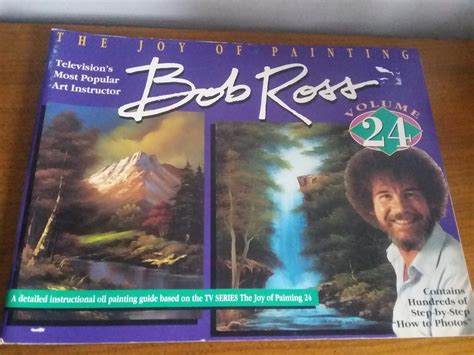 THE JOY OF PAINTING
Television's
Most Popular
Art Instructor
Bob Ross
VOLUME
24
A detailed instructional oil painting guide based on the TV SERIES The Joy of Painting 24
Contains
Hundreds of
Step-by-Step
"How to Photos"